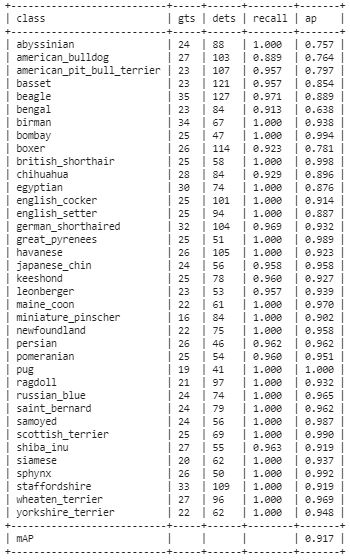 +---------------------------+-----+------+--------+-------+
| class | gts | dets | recall | ap |
+---------------------------+-----+------+--------+-------+
| abyssinian | 24 | 88 | 1.000 | 0.757 |
| american_bulldog | 27 | 103 | 0.889 | 0.764 |
| american_pit_bull_terrier | 23 | 107 | 0.957 | 0.797 |
| basset | 23 | 121 | 0.957 | 0.854 |
| beagle | 35 | 127 | 0.971 | 0.889 |
| bengal | 23 | 84 | 0.913 | 0.638 |
| birman | 34 | 67 | 1.000 | 0.938 |
| bombay | 25 | 47 | 1.000 | 0.994 |
| boxer | 26 | 114 | 0.923 | 0.781 |
| british_shorthair | 25 | 58 | 1.000 | 0.998 |
| chihuahua | 28 | 84 | 0.929 | 0.896 |
| egyptian | 30 | 74 | 1.000 | 0.876 |
| english_cocker | 25 | 101 | 1.000 | 0.914 |
| english_setter | 25 | 94 | 1.000 | 0.887 |
| german_shorthaired | 32 | 104 | 0.969 | 0.932 |
| great_pyrenees | 25 | 51 | 1.000 | 0.989 |
| havanese | 26 | 105 | 1.000 | 0.923 |
| japanese_chin | 24 | 56 | 0.958 | 0.958 |
| keeshond | 25 | 78 | 0.960 | 0.927 |
| leonberger | 23 | 53 | 0.957 | 0.939 |
| maine_coon | 22 | 61 | 1.000 | 0.970 |
| miniature_pinscher | 16 | 84 | 1.000 | 0.902 |
| newfoundland | 22 | 75 | 1.000 | 0.958 |
| persian | 26 | 46 | 0.962 | 0.962 |
| pomeranian | 25 | 54 | 0.960 | 0.951 |
| pug | 19 | 41 | 1.000 | 1.000 |
| ragdoll | 21 | 97 | 1.000 | 0.932 |
| russian_blue | 24 | 74 | 1.000 | 0.965 |
| saint_bernard | 24 | 79 | 1.000 | 0.962 |
| samoyed | 24 | 56 | 1.000 | 0.987 |
| scottish_terrier | 25 | 69 | 1.000 | 0.990 |
| shiba_inu | 27 | 55 | 0.963 | 0.919 |
| siamese | 20 | 62 | 1.000 | 0.937 |
| sphynx | 26 | 50 | 1.000 | 0.992 |
| staffordshire | 33 | 109 | 1.000 | 0.919 |
| wheaten_terrier | 27 | 96 | 1.000 | 0.969 |
| yorkshire_terrier | 22 | 62 | 1.000 | 0.948 |
+---------------------------+-----+------+--------+-------+
| mAP | | | | 0.917 |
+---------------------------+-----+------+--------+-------+